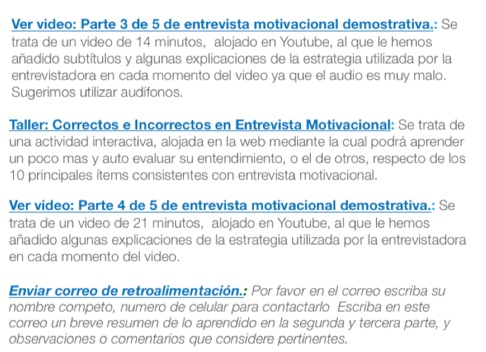 Ver video: Parte 3 de 5 de entrevista motivacional demostrativa.: Se
trata de un video de 14 minutos, alojado en Youtube, al que le hemos
añadido subtítulos y algunas explicaciones de la estrategia utilizada por la
entrevistadora en cada momento del video ya que el audio es muy malo.
Sugerimos utilizar audífonos.
Taller: Correctos e Incorrectos en Entrevista Motivacional: Se trata de
una actividad interactiva, alojada en la web mediante la cual podrá aprender
un poco mas y auto evaluar su entendimiento, o el de otros, respecto de los
10 principales ítems consistentes con entrevista motivacional.
Ver video: Parte 4 de 5 de entrevista motivacional demostrativa.: Se
trata de un video de 21 minutos, alojado en Youtube, al que le hemos
añadido algunas explicaciones de la estrategia utilizada por la entrevistadora
en cada momento del video.
Enviar correo de retroalimentación.: Por favor en el correo escriba su
nombre competo, numero de celular para contactarlo Escriba en este
correo un breve resumen de lo aprendido en la segunda y tercera parte, y
observaciones o comentarios que considere pertinentes.